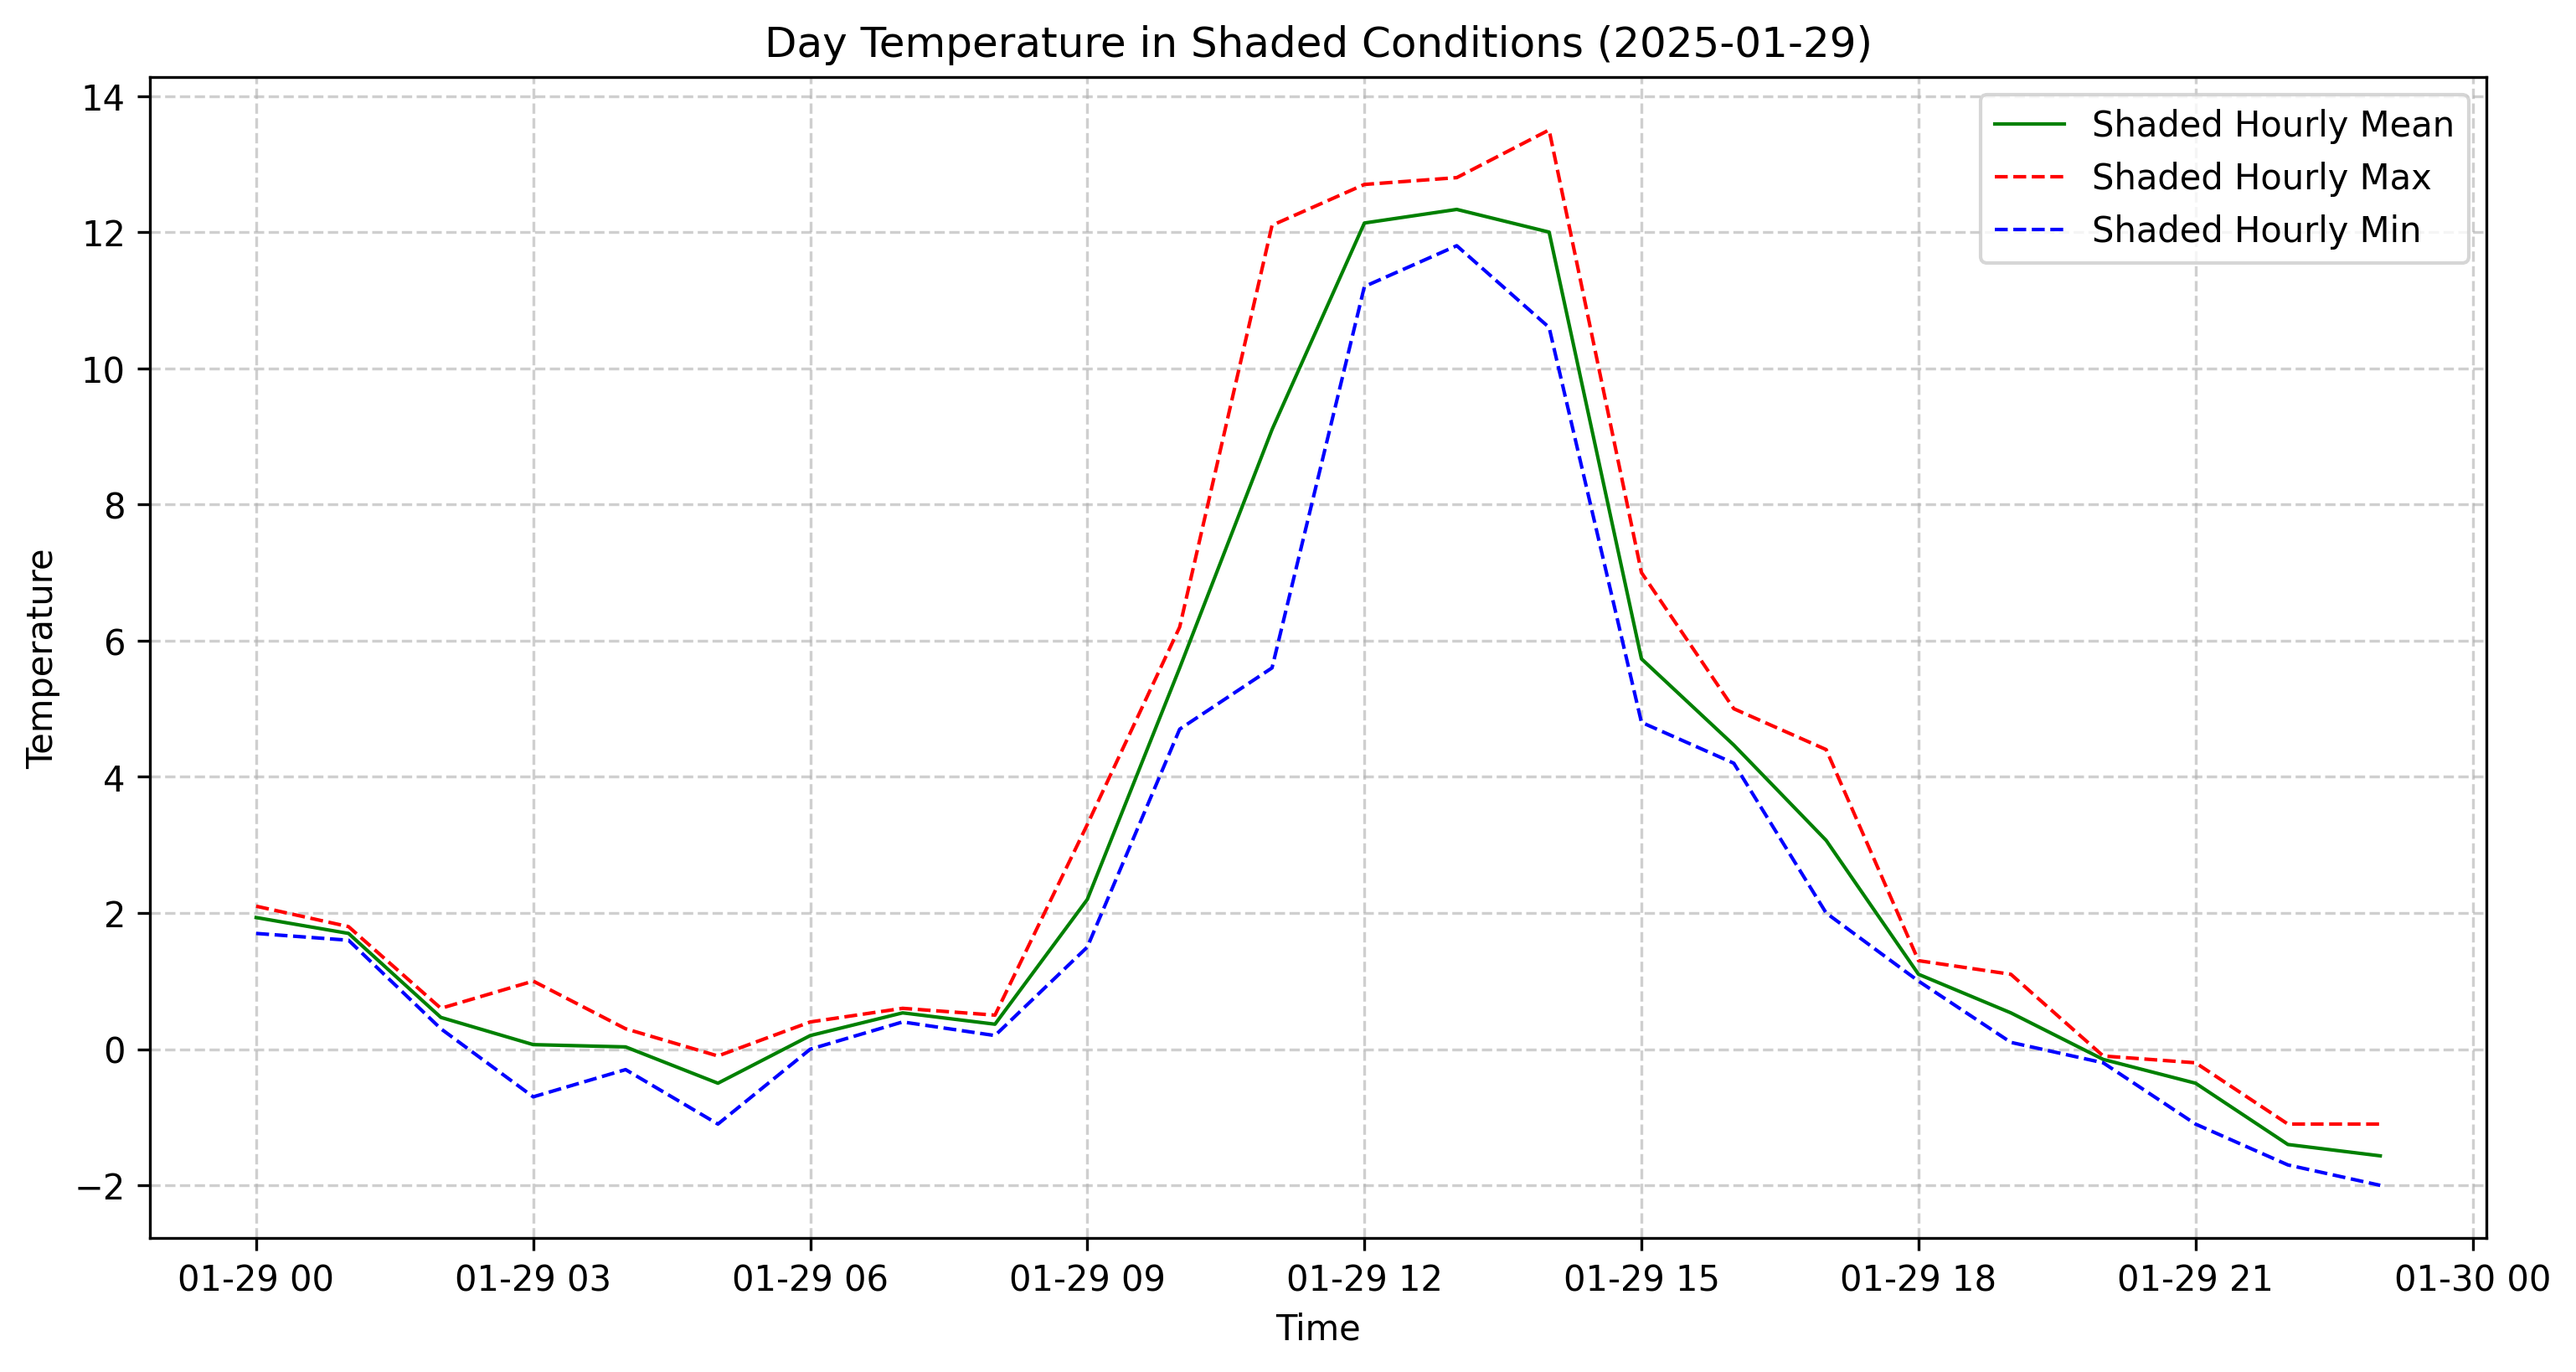 Day Temperature in Shaded Conditions (2025-01-29)
14
12
10
8
6
4
2
0
−2
Temperature
Shaded Hourly Mean
Shaded Hourly Max
Shaded Hourly Min
01-29 00 01-29 03 01-29 06 01-29 09 01-29 12 01-29 15 01-29 18 01-29 21 01-30 00
Time